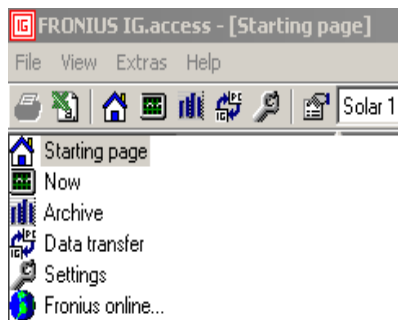 IG FRONIUS IG.access - [Starting page]
File View Extras Help
Solar 1
Starting page
Now
Archive
Data transfer
Settings
Fronius online...